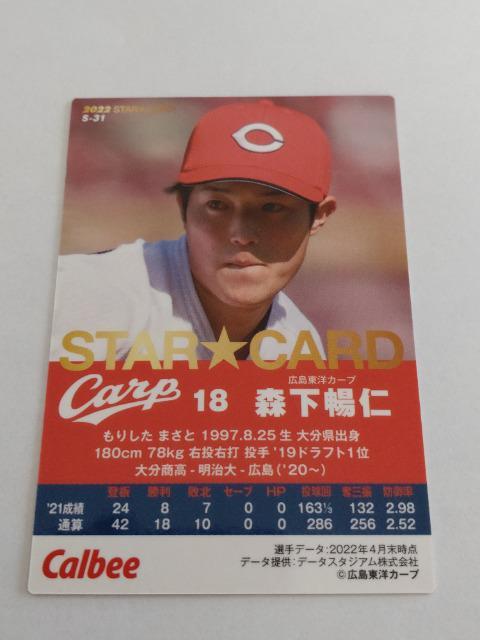 2022 STAR★CARD
S-31
C
STAR★CARD
広島東洋カープ
Carp 18 森下暢仁
もりした まさと 1997.8.25生 大分県出身
180cm 78kg 右投右打 投手 '19ドラフト1位
大分商高 - 明治大 - 広島('20～)
登板 勝利 敗北 セーブ HP 投球回 奪三振 防御率
'21成績 24 8 7 0 0 163⅓ 132 2.98
通算 42 18 10 0 0 286 256 2.52
Calbee
選手データ:2022年4月末時点
データ提供:データスタジアム株式会社
©広島東洋カープ